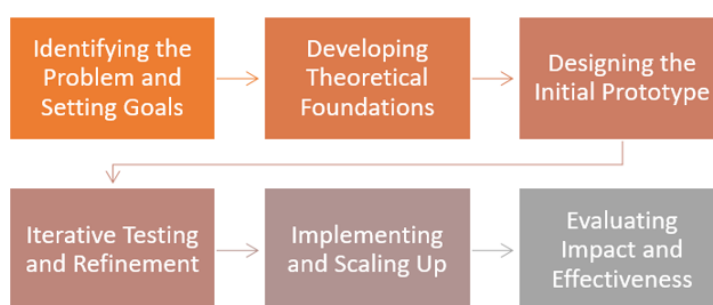 Identifying the
Problem and
Setting Goals
Developing
Theoretical
Foundations
Designing the
Initial Prototype
Iterative Testing
and Refinement
Implementing
and Scaling Up
Evaluating
Impact and
Effectiveness